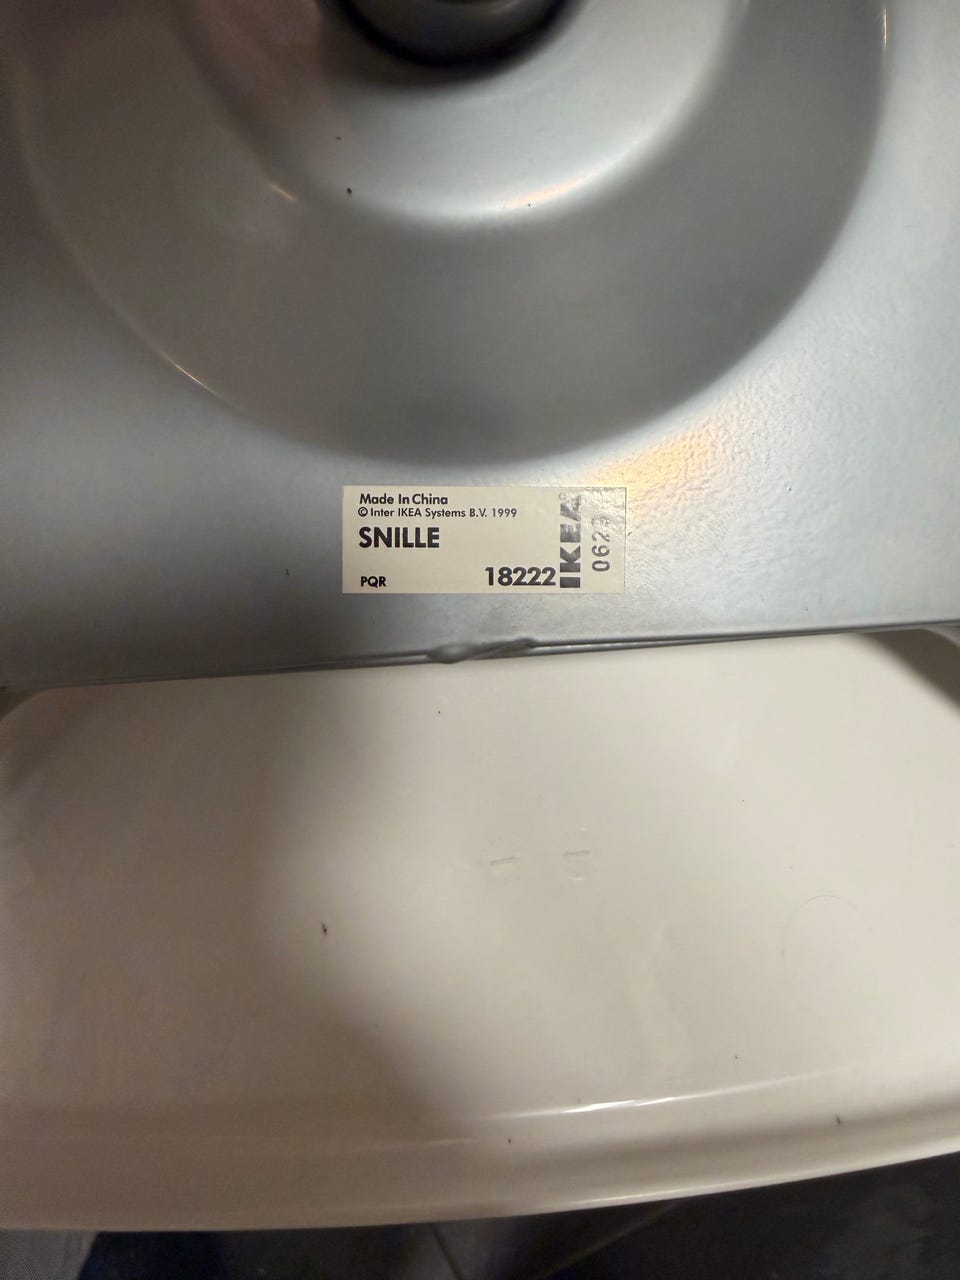 Made In China
© Inter IKEA Systems B.V. 1999
SNILLE
PQR 18222
IKEA